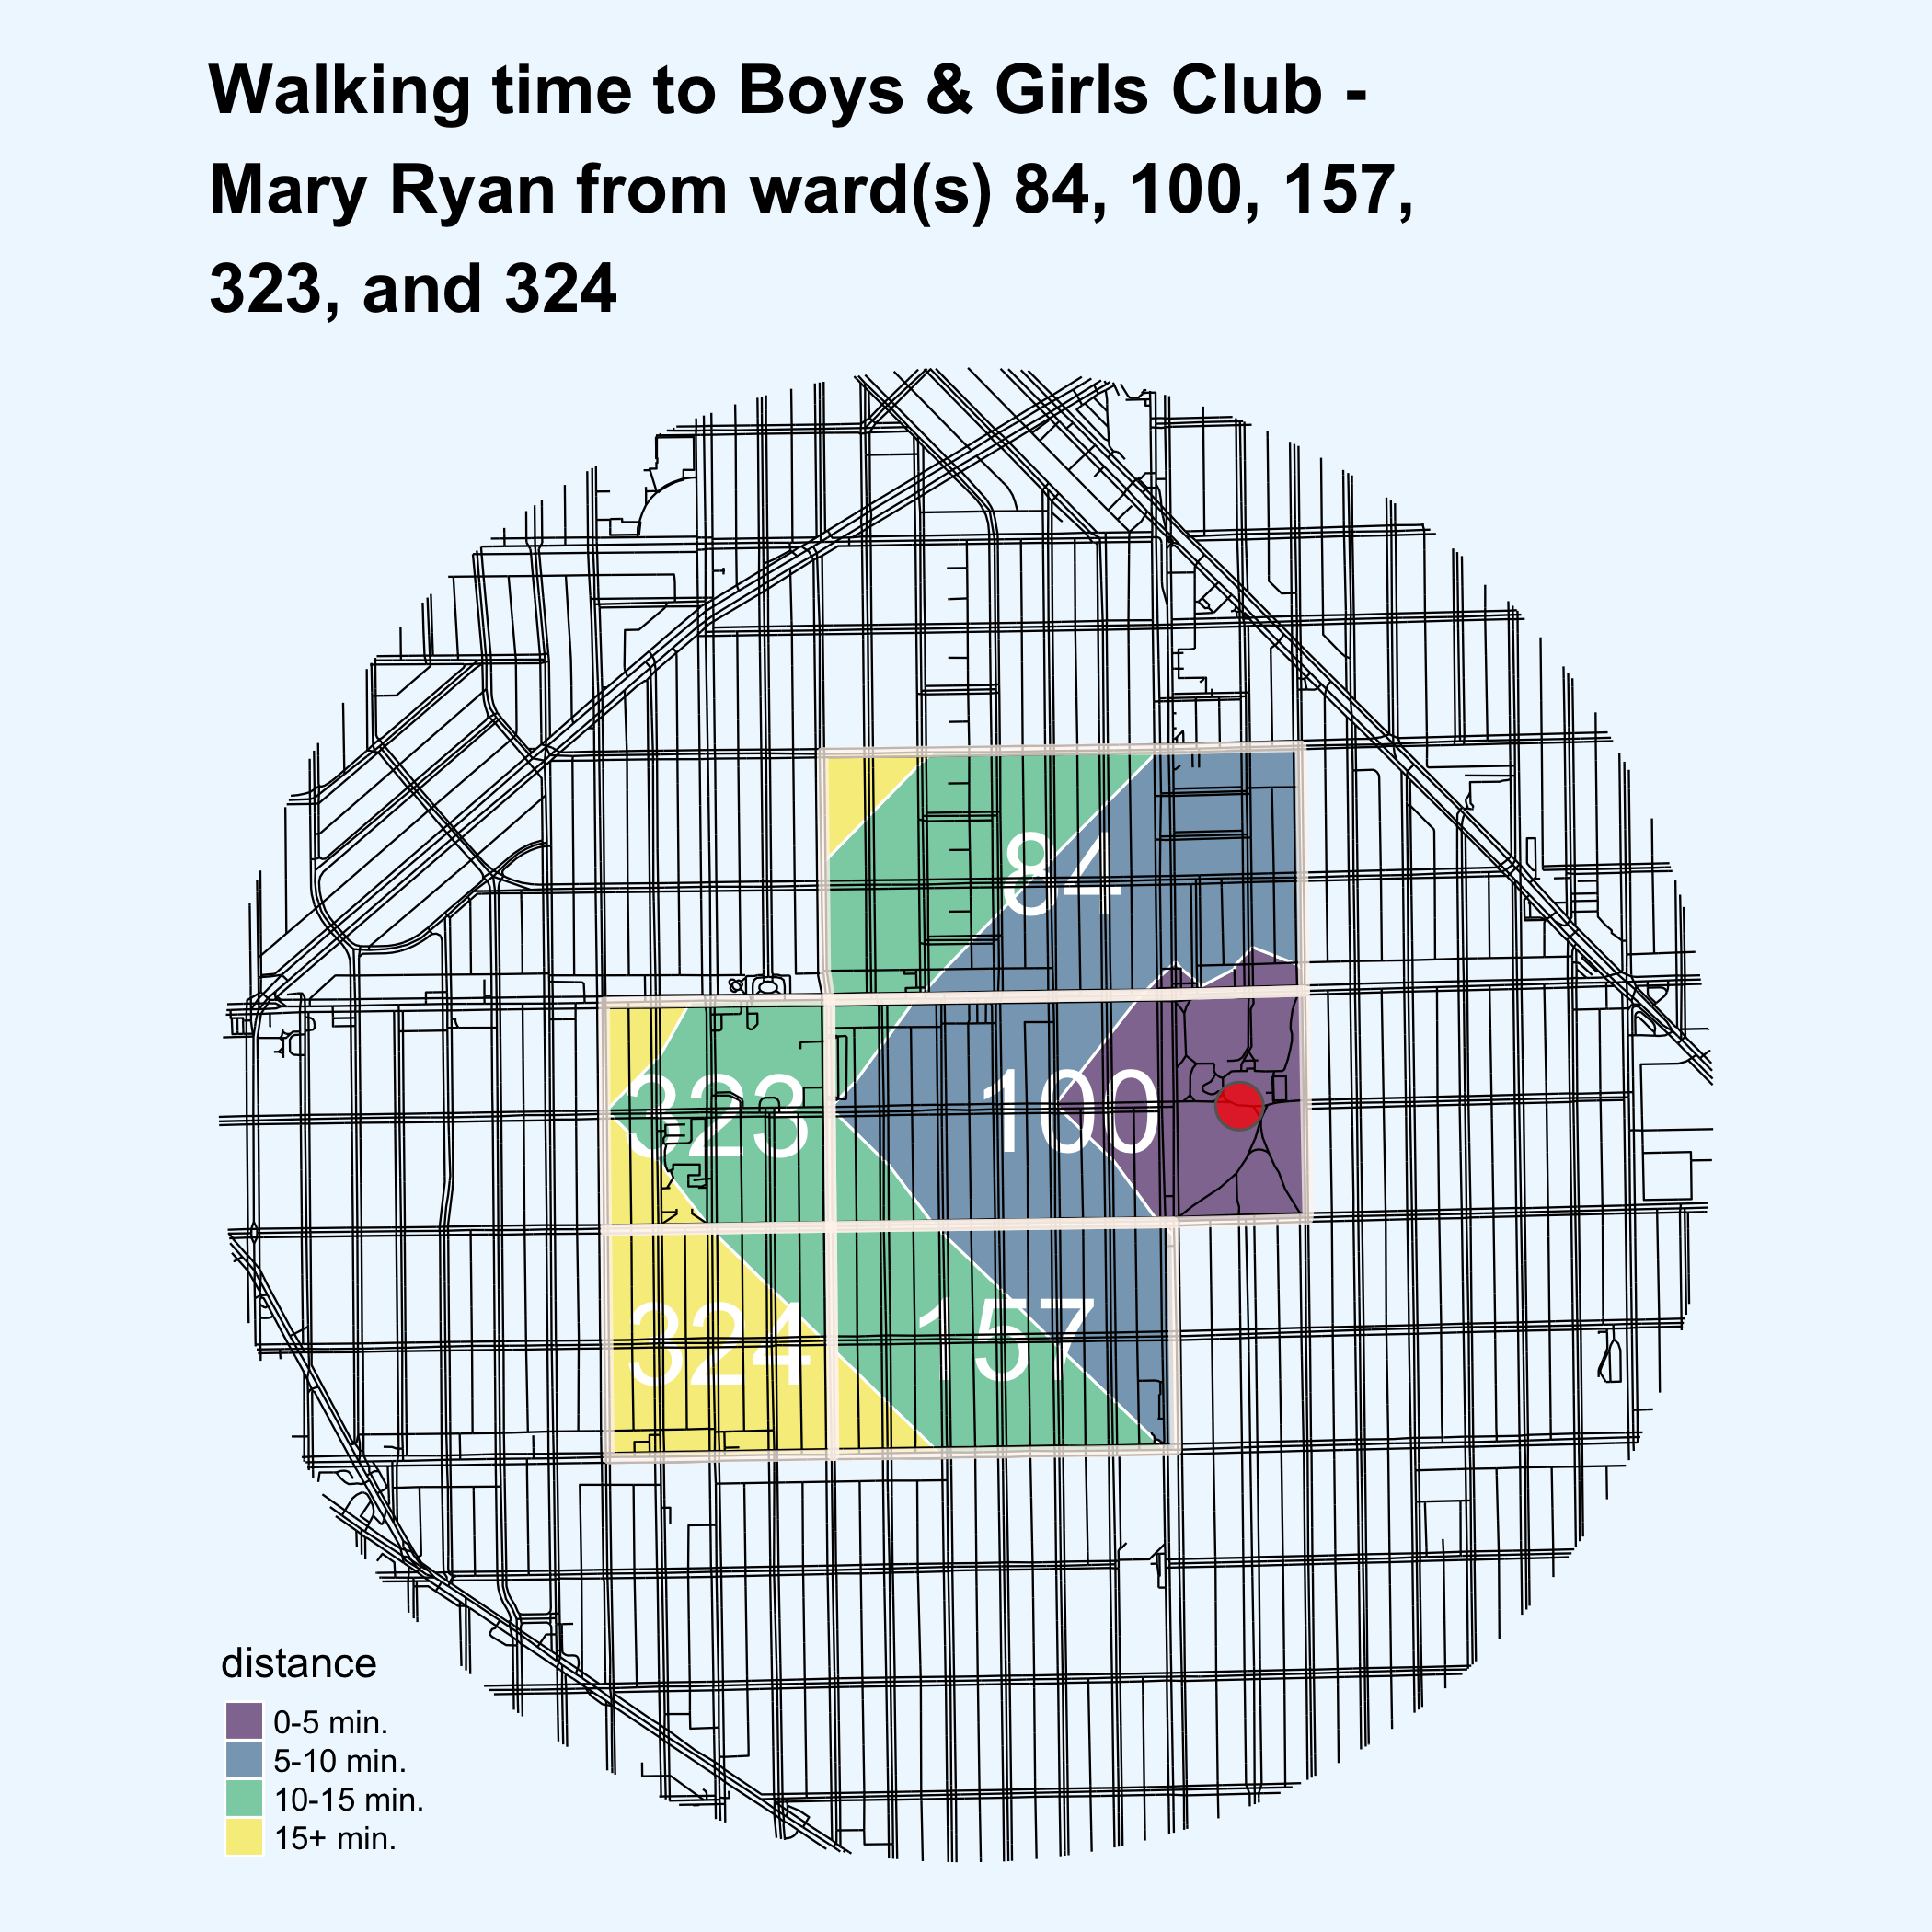 Walking time to Boys & Girls Club -
Mary Ryan from ward(s) 84, 100, 157,
323, and 324
84
323
100
324
157
distance
0-5 min.
5-10 min.
10-15 min.
15+ min.